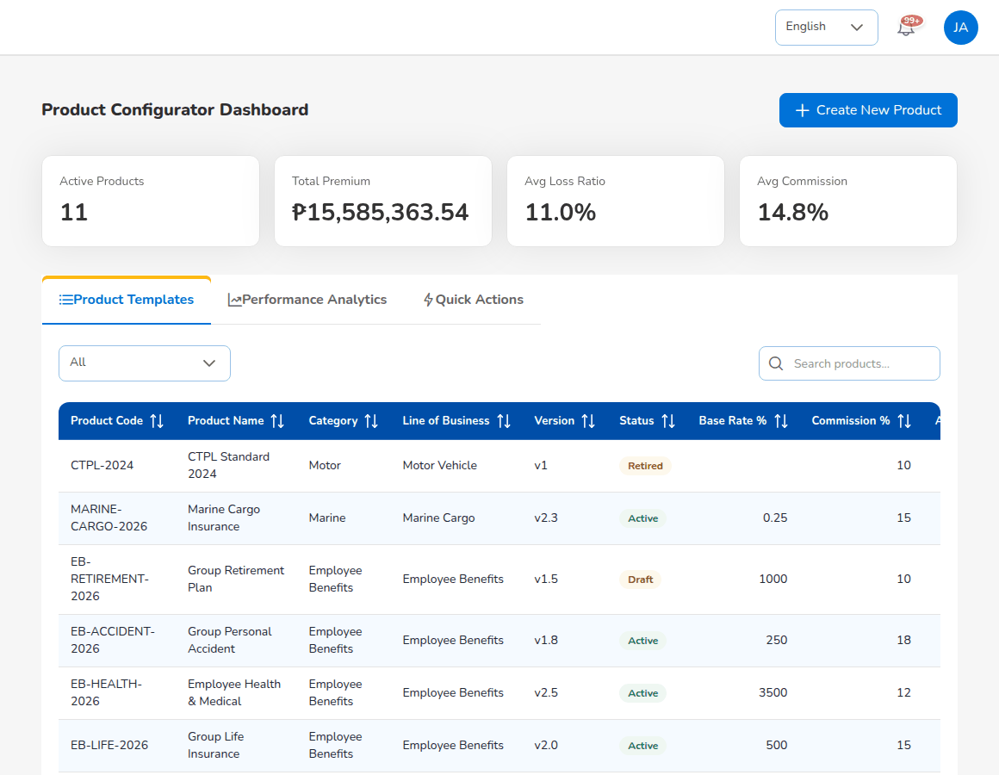 English
99+
JA
Product Configurator Dashboard
Create New Product
Active Products
11
Total Premium
₱15,585,363.54
Avg Loss Ratio
11.0%
Avg Commission
14.8%
Product Templates
Performance Analytics
Quick Actions
All
Search products...
Product Code Product Name Category Line of Business Version Status Base Rate % Commission % A
CTPL-2024 CTPL Standard 2024 Motor Motor Vehicle v1 Retired 10
MARINE-CARGO-2026 Marine Cargo Insurance Marine Marine Cargo v2.3 Active 0.25 15
EB-RETIREMENT-2026 Group Retirement Plan Employee Benefits Employee Benefits v1.5 Draft 1000 10
EB-ACCIDENT-2026 Group Personal Accident Employee Benefits Employee Benefits v1.8 Active 250 18
EB-HEALTH-2026 Employee Health & Medical Employee Benefits Employee Benefits v2.5 Active 3500 12
EB-LIFE-2026 Group Life Insurance Employee Benefits Employee Benefits v2.0 Active 500 15